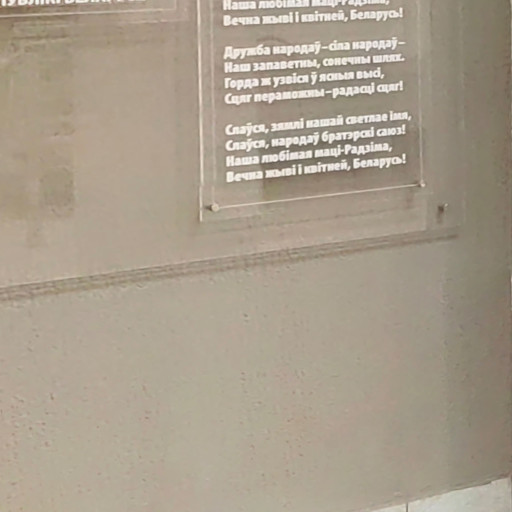 Наша любімая маці-Радзіма,
Вечна жыві і квітней, Беларусь!
Дружба народаў – сіла народаў –
Наш запаветны, сонечны шлях.
Горда ж узвіся ў ясныя высі,
Сцяг пераможны – радасці сцяг!
Слаўся, зямлі нашай светлае імя,
Слаўся, народаў братэрскі саюз!
Наша любімая маці-Радзіма,
Вечна жыві і квітней, Беларусь!